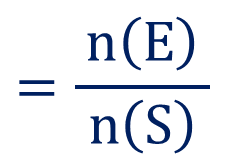 = n(E)
n(S)